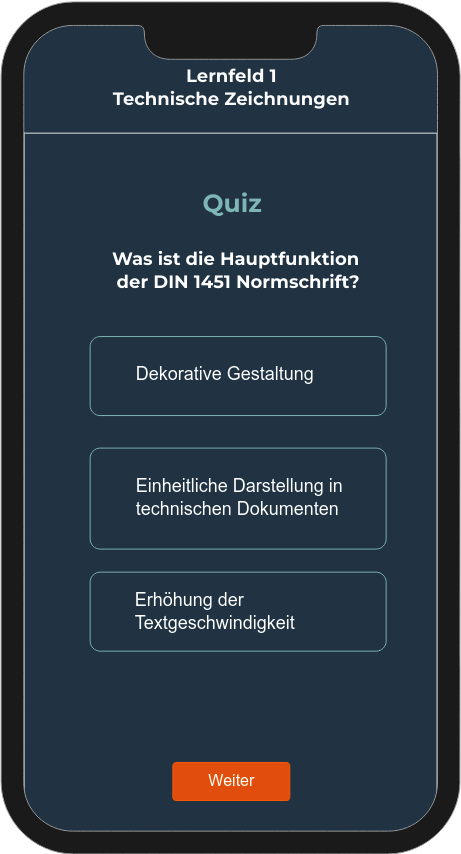 Lernfeld 1
Technische Zeichnungen
Quiz
Was ist die Hauptfunktion
der DIN 1451 Normschrift?
Dekorative Gestaltung
Einheitliche Darstellung in
technischen Dokumenten
Erhöhung der
Textgeschwindigkeit
Weiter